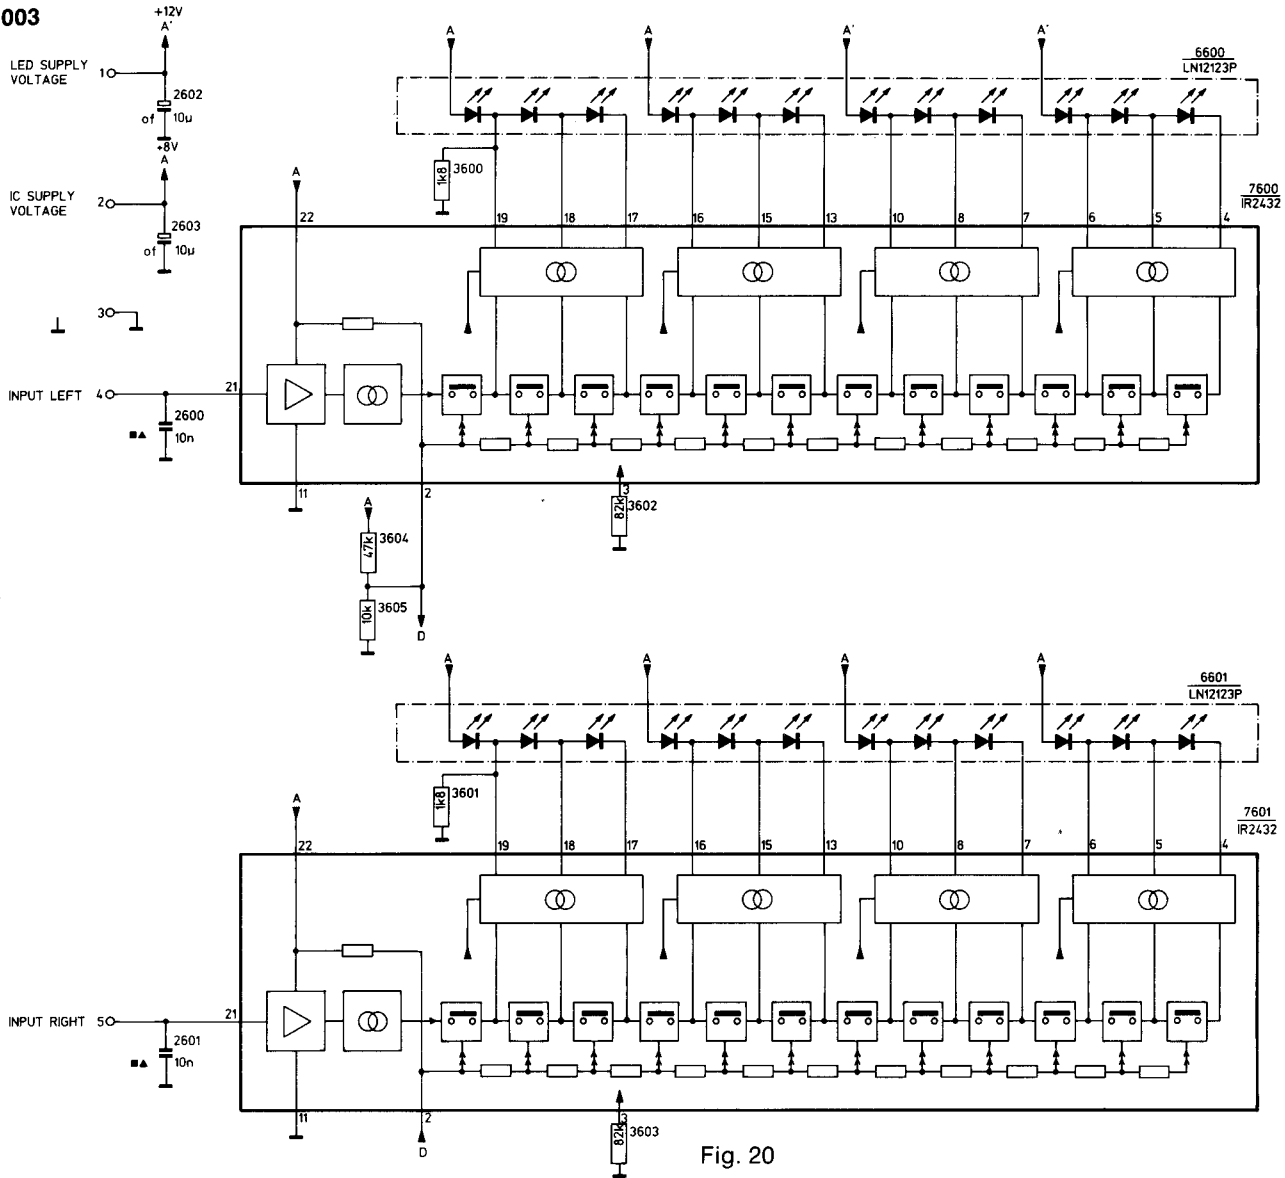 003
+12V
A'
LED SUPPLY
VOLTAGE
1
2602
of 10μ
+8V
A
IC SUPPLY
VOLTAGE
2
2603
of 10μ
3
INPUT LEFT 4
2600
10n
A A A' A'
6600
LN12123P
1k8 3600
7600
IR2432
A
22 19 18 17 16 15 13 10 8 7 6 5 4
21
11 2 3
82k 3602
A
47k 3604
10k 3605
D
A A A A
6601
LN12123P
1k8 3601
7601
IR2432
A
22 19 18 17 16 15 13 10 8 7 6 5 4
INPUT RIGHT 5
21
2601
10n
11 2 3
D
82k 3603
Fig. 20